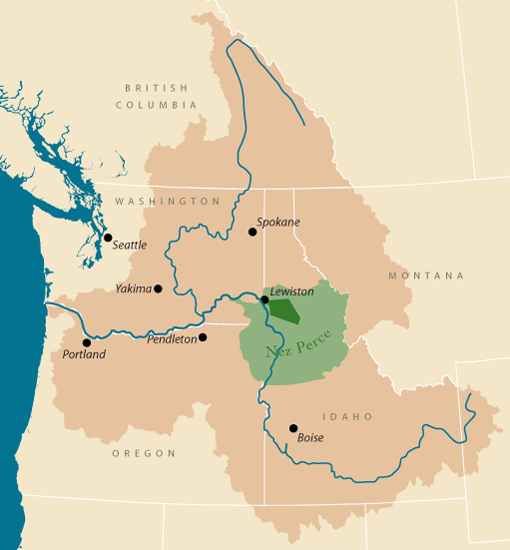 BRITISH
COLUMBIA
WASHINGTON
Spokane
Seattle
MONTANA
Yakima
Lewiston
Pendleton
Nez Perce
Portland
IDAHO
Boise
OREGON